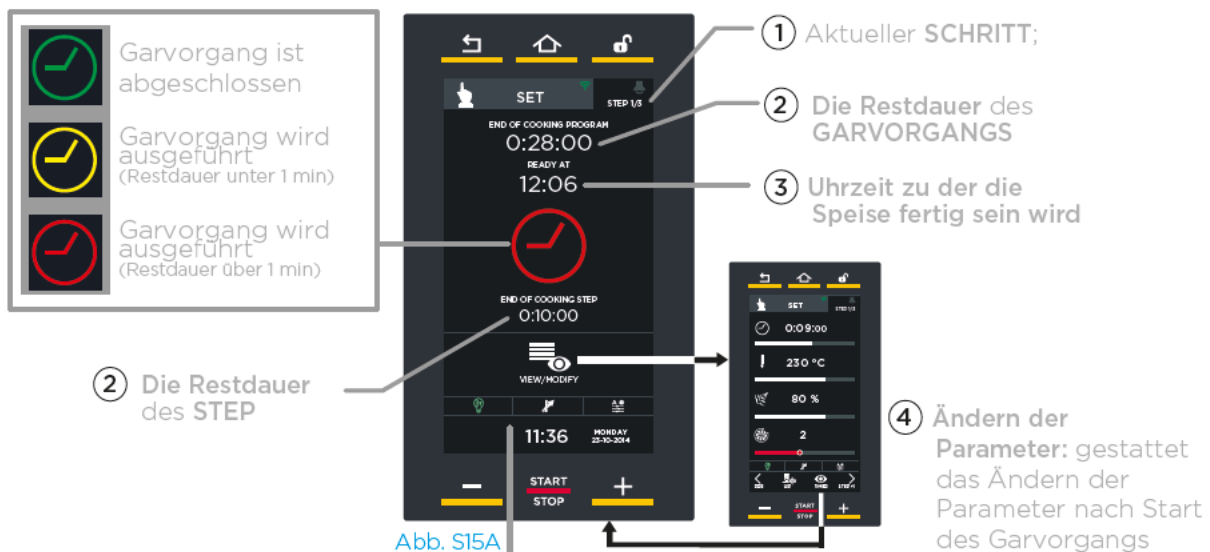 Garvorgang ist
abgeschlossen
Garvorgang wird
ausgeführt
(Restdauer unter 1 min)
Garvorgang wird
ausgeführt
(Restdauer über 1 min)
SET
STEP 1/3
END OF COOKING PROGRAM
0:28:00
READY AT
12:06
END OF COOKING STEP
0:10:00
VIEW/MODIFY
11:36
MONDAY
23-10-2014
START
STOP
1 Aktueller SCHRITT;
2 Die Restdauer des
GARVORGANGS
3 Uhrzeit zu der die
Speise fertig sein wird
2 Die Restdauer
des STEP
SET
STEP 1/3
0:09:00
230 °C
80 %
2
STEP +1
START
STOP
4 Ändern der
Parameter: gestattet
das Ändern der
Parameter nach Start
des Garvorgangs
Abb. S15A